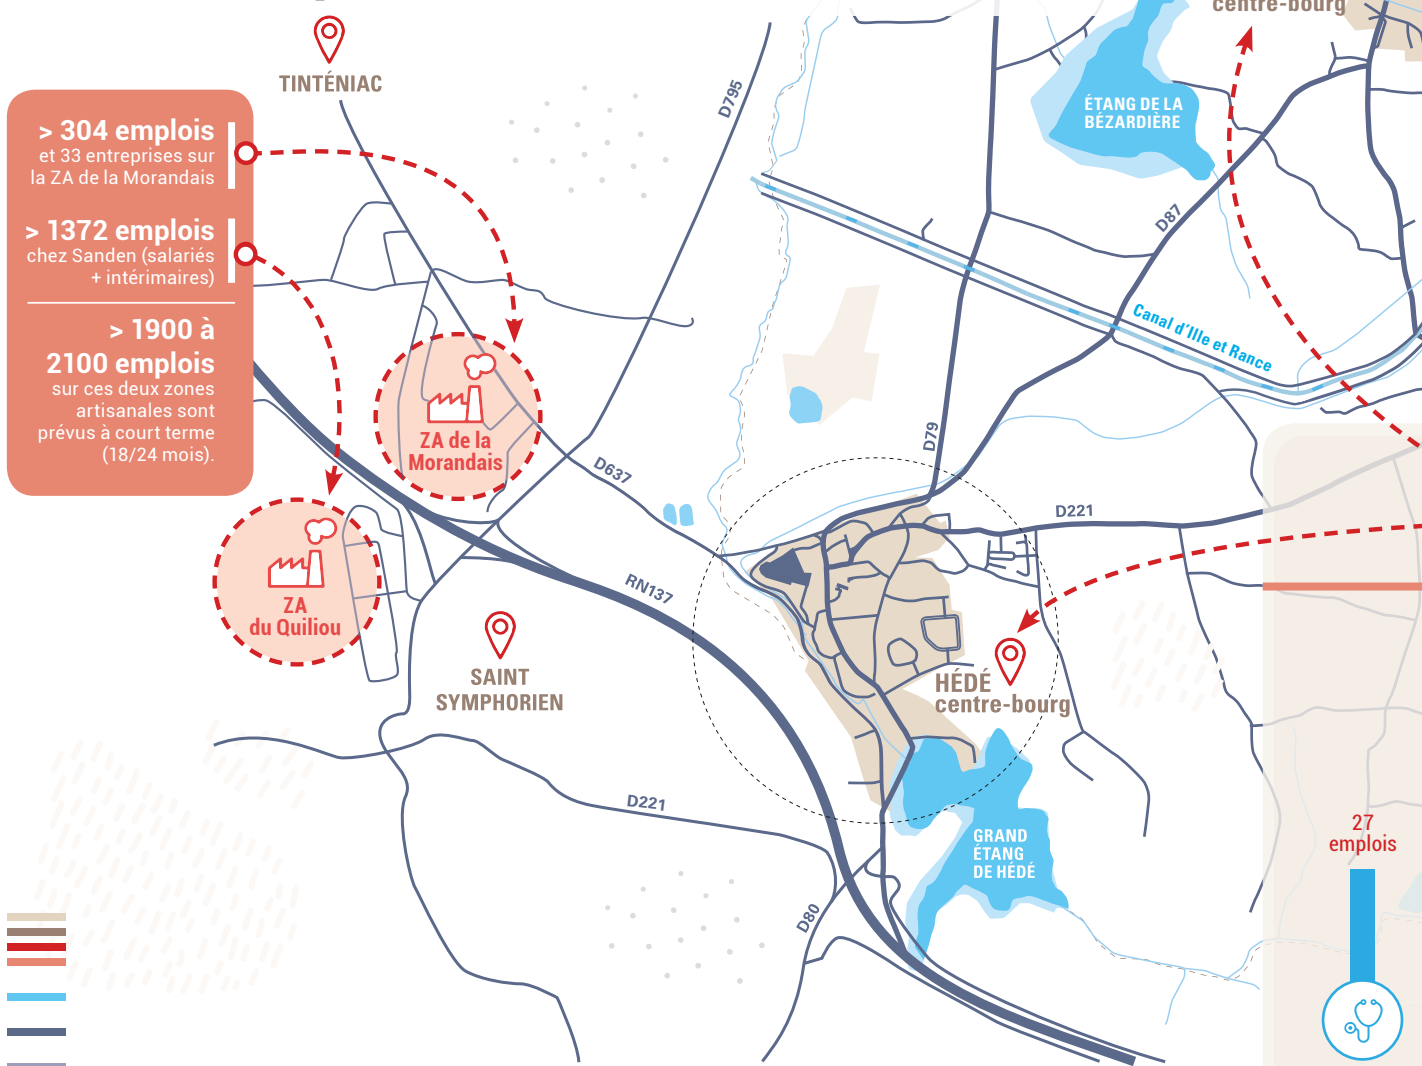 centre-bourg
TINTÉNIAC
> 304 emplois
et 33 entreprises sur
la ZA de la Morandais
> 1372 emplois
chez Sanden (salariés
+ intérimaires)
> 1900 à
2100 emplois
sur ces deux zones
artisanales sont
prévus à court terme
(18/24 mois).
D795
ÉTANG DE LA
BÉZARDIÈRE
D87
Canal d'Ille et Rance
ZA de la
Morandais
D637
D79
D221
ZA
du Quiliou
RN137
SAINT
SYMPHORIEN
HÉDÉ
centre-bourg
D221
GRAND
ÉTANG
DE HÉDÉ
D80
27
emplois